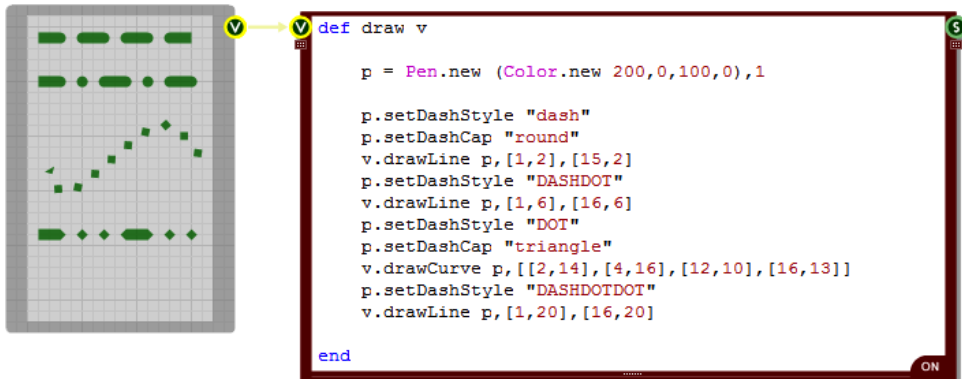 V
V
S
def draw v
p = Pen.new (Color.new 200,0,100,0),1
p.setDashStyle "dash"
p.setDashCap "round"
v.drawLine p,[1,2],[15,2]
p.setDashStyle "DASHDOT"
v.drawLine p,[1,6],[16,6]
p.setDashStyle "DOT"
p.setDashCap "triangle"
v.drawCurve p,[[2,14],[4,16],[12,10],[16,13]]
p.setDashStyle "DASHDOTDOT"
v.drawLine p,[1,20],[16,20]
end
ON